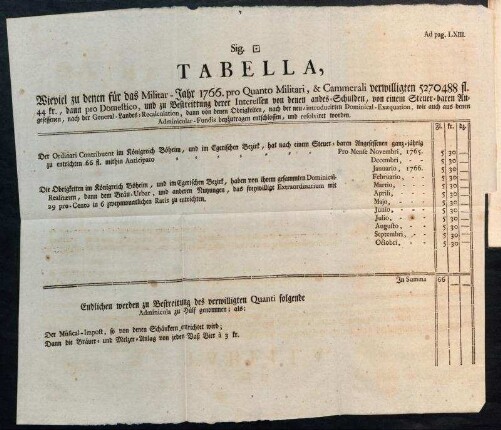 Ad pag. LXIII.
Sig. ⊡
TABELLA,
Wieviel zu denen für das Militar-Jahr 1766. pro Quanto Militari, & Cammerali verwilligten 5270488 fl.
44 kr., dann pro Domestico, und zu Bestreittung derer Interessen von denen andes-Schulden, von einem Steuer-baren An-
gesessenen, nach der General-Landes-Rectification, dann von denen Obrigkeiten, nach der neu-introducirten Dominical-Exæquation, wie auch aus denen
Adminicular-Fundis beyzutragen entschlossen, und resolviret worden.
Fl. kr.
Der Ordinari Contribuent im Königreich Böheim, und im Egerischen Bezirk, hat nach einem Steuer-baren Angesessenen ganz-jährig
zu entrichten 66 fl. mithin Anticipato Pro Mense Novembri, 1765. 5 30 —
Decembri, 5 30 —
Januario, 1766. 5 30 —
Februario, 5 30 —
Die Obrigkeiten im Königreich Böheim, und im Egerischen Bezirk, haben von ihren gesammten Dominical-
Realitäten, dann dem Bräu-Urbar, und anderen Nutzungen, das freywillige Extraordinarium mit
29 pro-Cento in 6 zweymonatlichen Ratis zu entrichten.
Martio, 5 30 —
Aprili, 5 30 —
Majo, 5 30 —
Junio, 5 30 —
Julio, 5 30 —
Augusto, 5 30 —
Septembri, 5 30 —
Octobri, 5 30 —
In Summa 66 — —
Endlichen werden zu Bestreitung des verwilligten Quanti folgende
Adminicula zu Hülf genommen; als:
Der Musical-Impost, so von denen Schänkern entrichtet wird;
Dann die Bräuer- und Melzer-Anlag von jedes Vaß Bier à 3 kr.